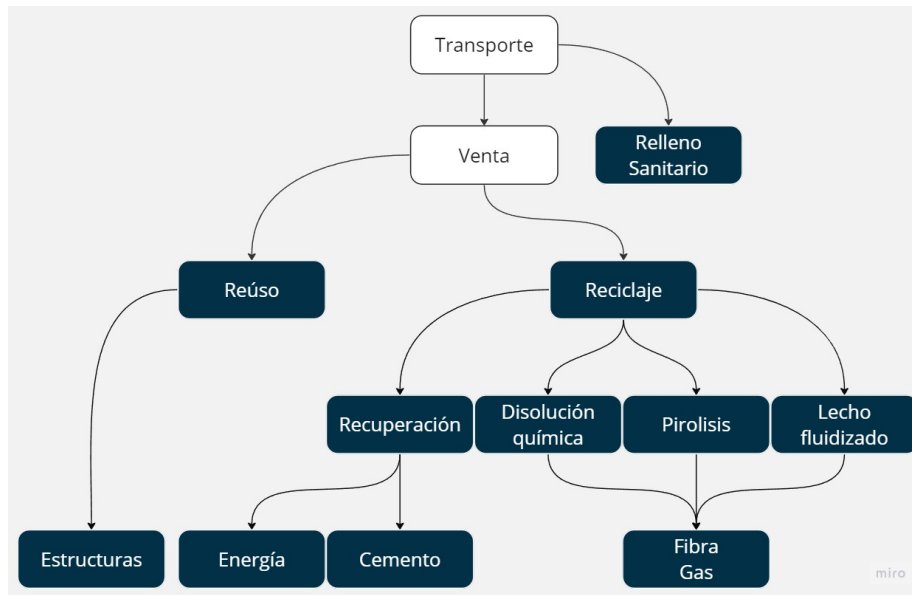 Transporte
Relleno
Sanitario
Venta
Reúso
Reciclaje
Recuperación
Disolución
química
Pirolisis
Lecho
fluidizado
Estructuras
Energía
Cemento
Fibra
Gas
miro